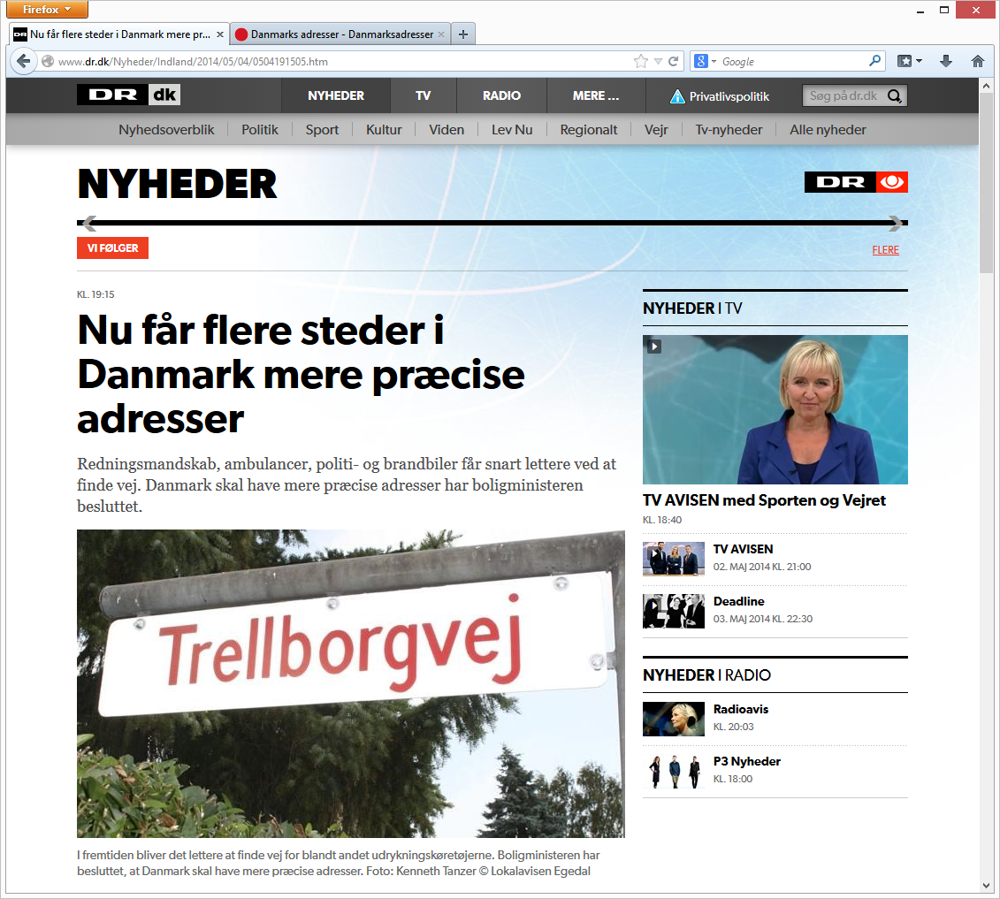 Firefox
Nu får flere steder i Danmark mere pr...
Danmarks adresser - Danmarksadresser
www.dr.dk/Nyheder/Indland/2014/05/04/0504191505.htm
Google
DR dk
NYHEDER
TV
RADIO
MERE ...
Privatlivspolitik
Søg på dr.dk
Nyhedsoverblik
Politik
Sport
Kultur
Viden
Lev Nu
Regionalt
Vejr
Tv-nyheder
Alle nyheder
NYHEDER
DR
VI FØLGER
FLERE
KL. 19:15
Nu får flere steder i
Danmark mere præcise
adresser
Redningsmandskab, ambulancer, politi- og brandbiler får snart lettere ved at
finde vej. Danmark skal have mere præcise adresser har boligministeren
besluttet.
Trellborgvej
I fremtiden bliver det lettere at finde vej for blandt andet udrykningskøretøjerne. Boligministeren har
besluttet, at Danmark skal have mere præcise adresser. Foto: Kenneth Tanzer © Lokalavisen Egedal
NYHEDER I TV
TV AVISEN med Sporten og Vejret
KL. 18:40
TV AVISEN
02. MAJ 2014 KL. 21:00
Deadline
03. MAJ 2014 KL. 22:30
NYHEDER I RADIO
Radioavis
KL. 20:03
P3 Nyheder
KL. 18:00